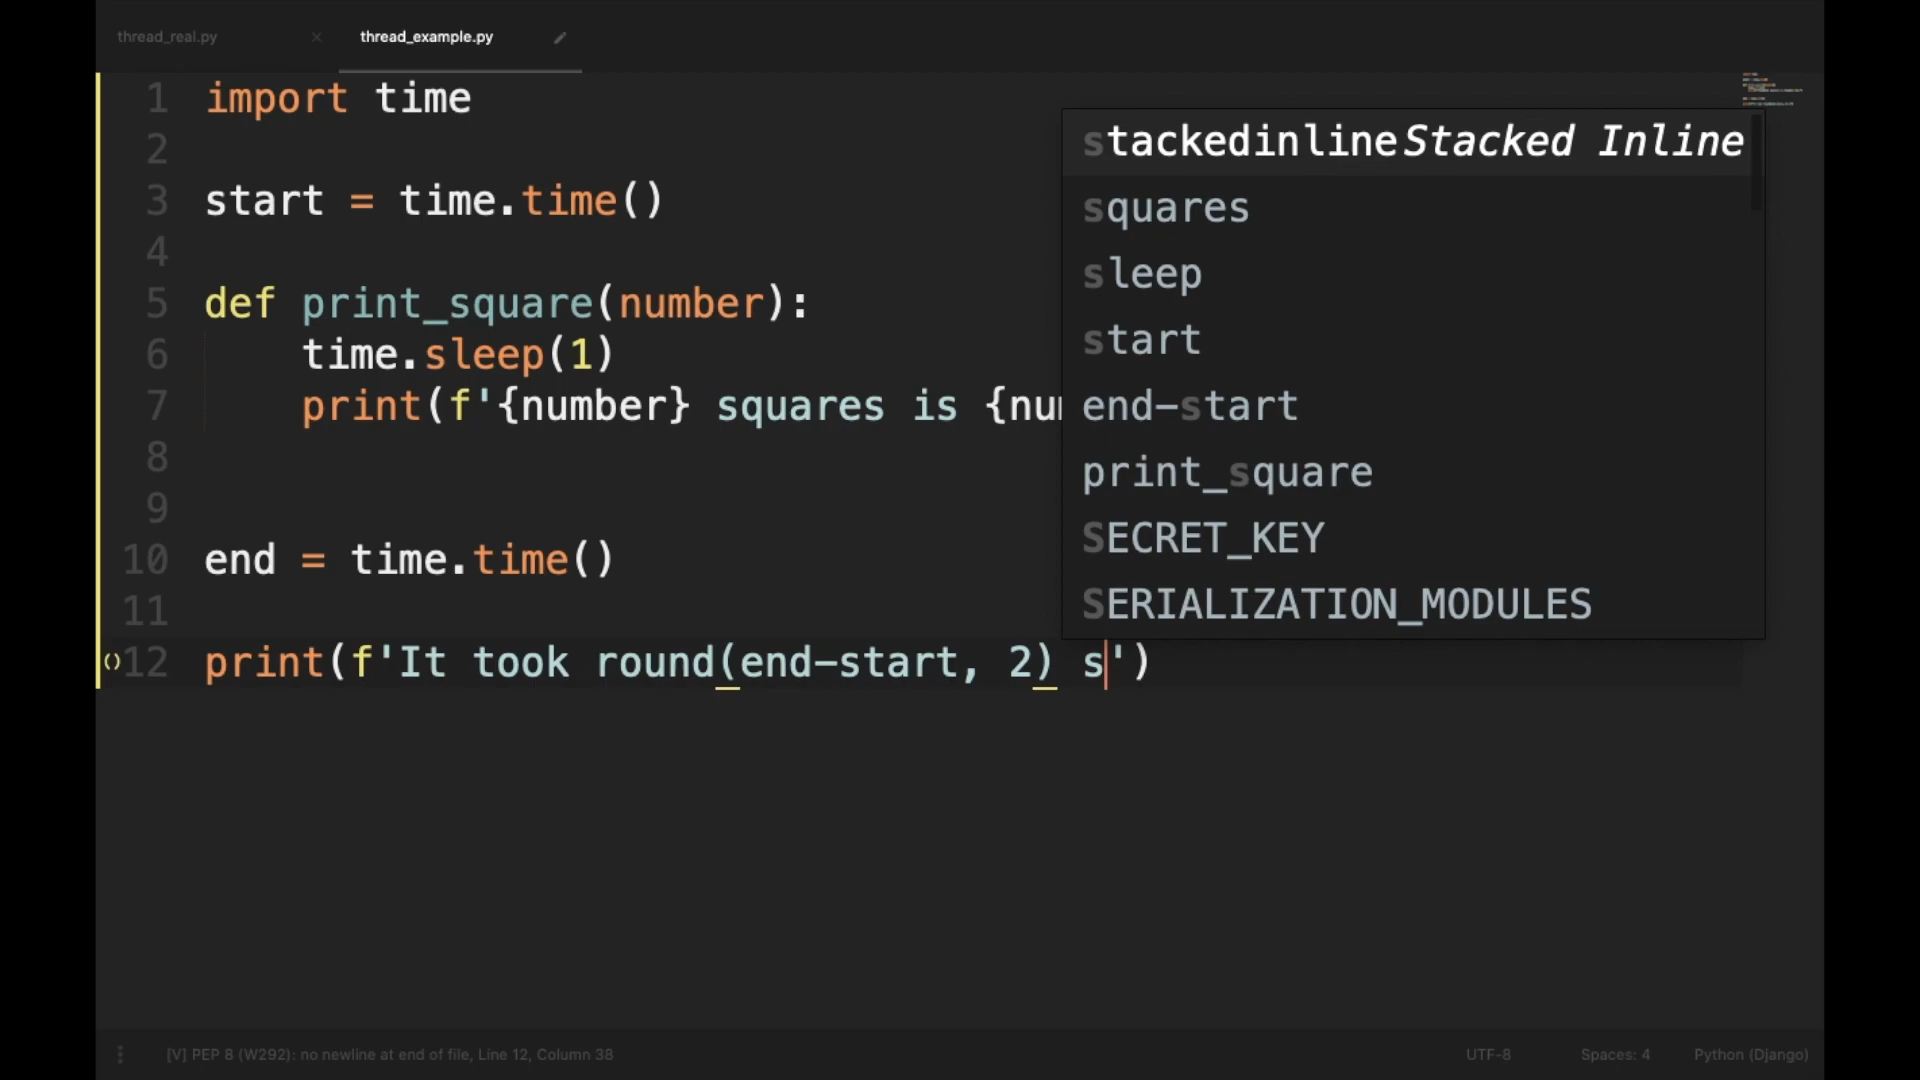 thread_real.py × thread_example.py
1 import time
2
3 start = time.time()
4
5 def print_square(number):
6 time.sleep(1)
7 print(f'{number} squares is {num
8
9
10 end = time.time()
11
12 print(f'It took round(end-start, 2) s')
stackedinline Stacked Inline
squares
sleep
start
end-start
print_square
SECRET_KEY
SERIALIZATION_MODULES
[V] PEP 8 (W292): no newline at end of file, Line 12, Column 38 UTF-8 Spaces: 4 Python (Django)